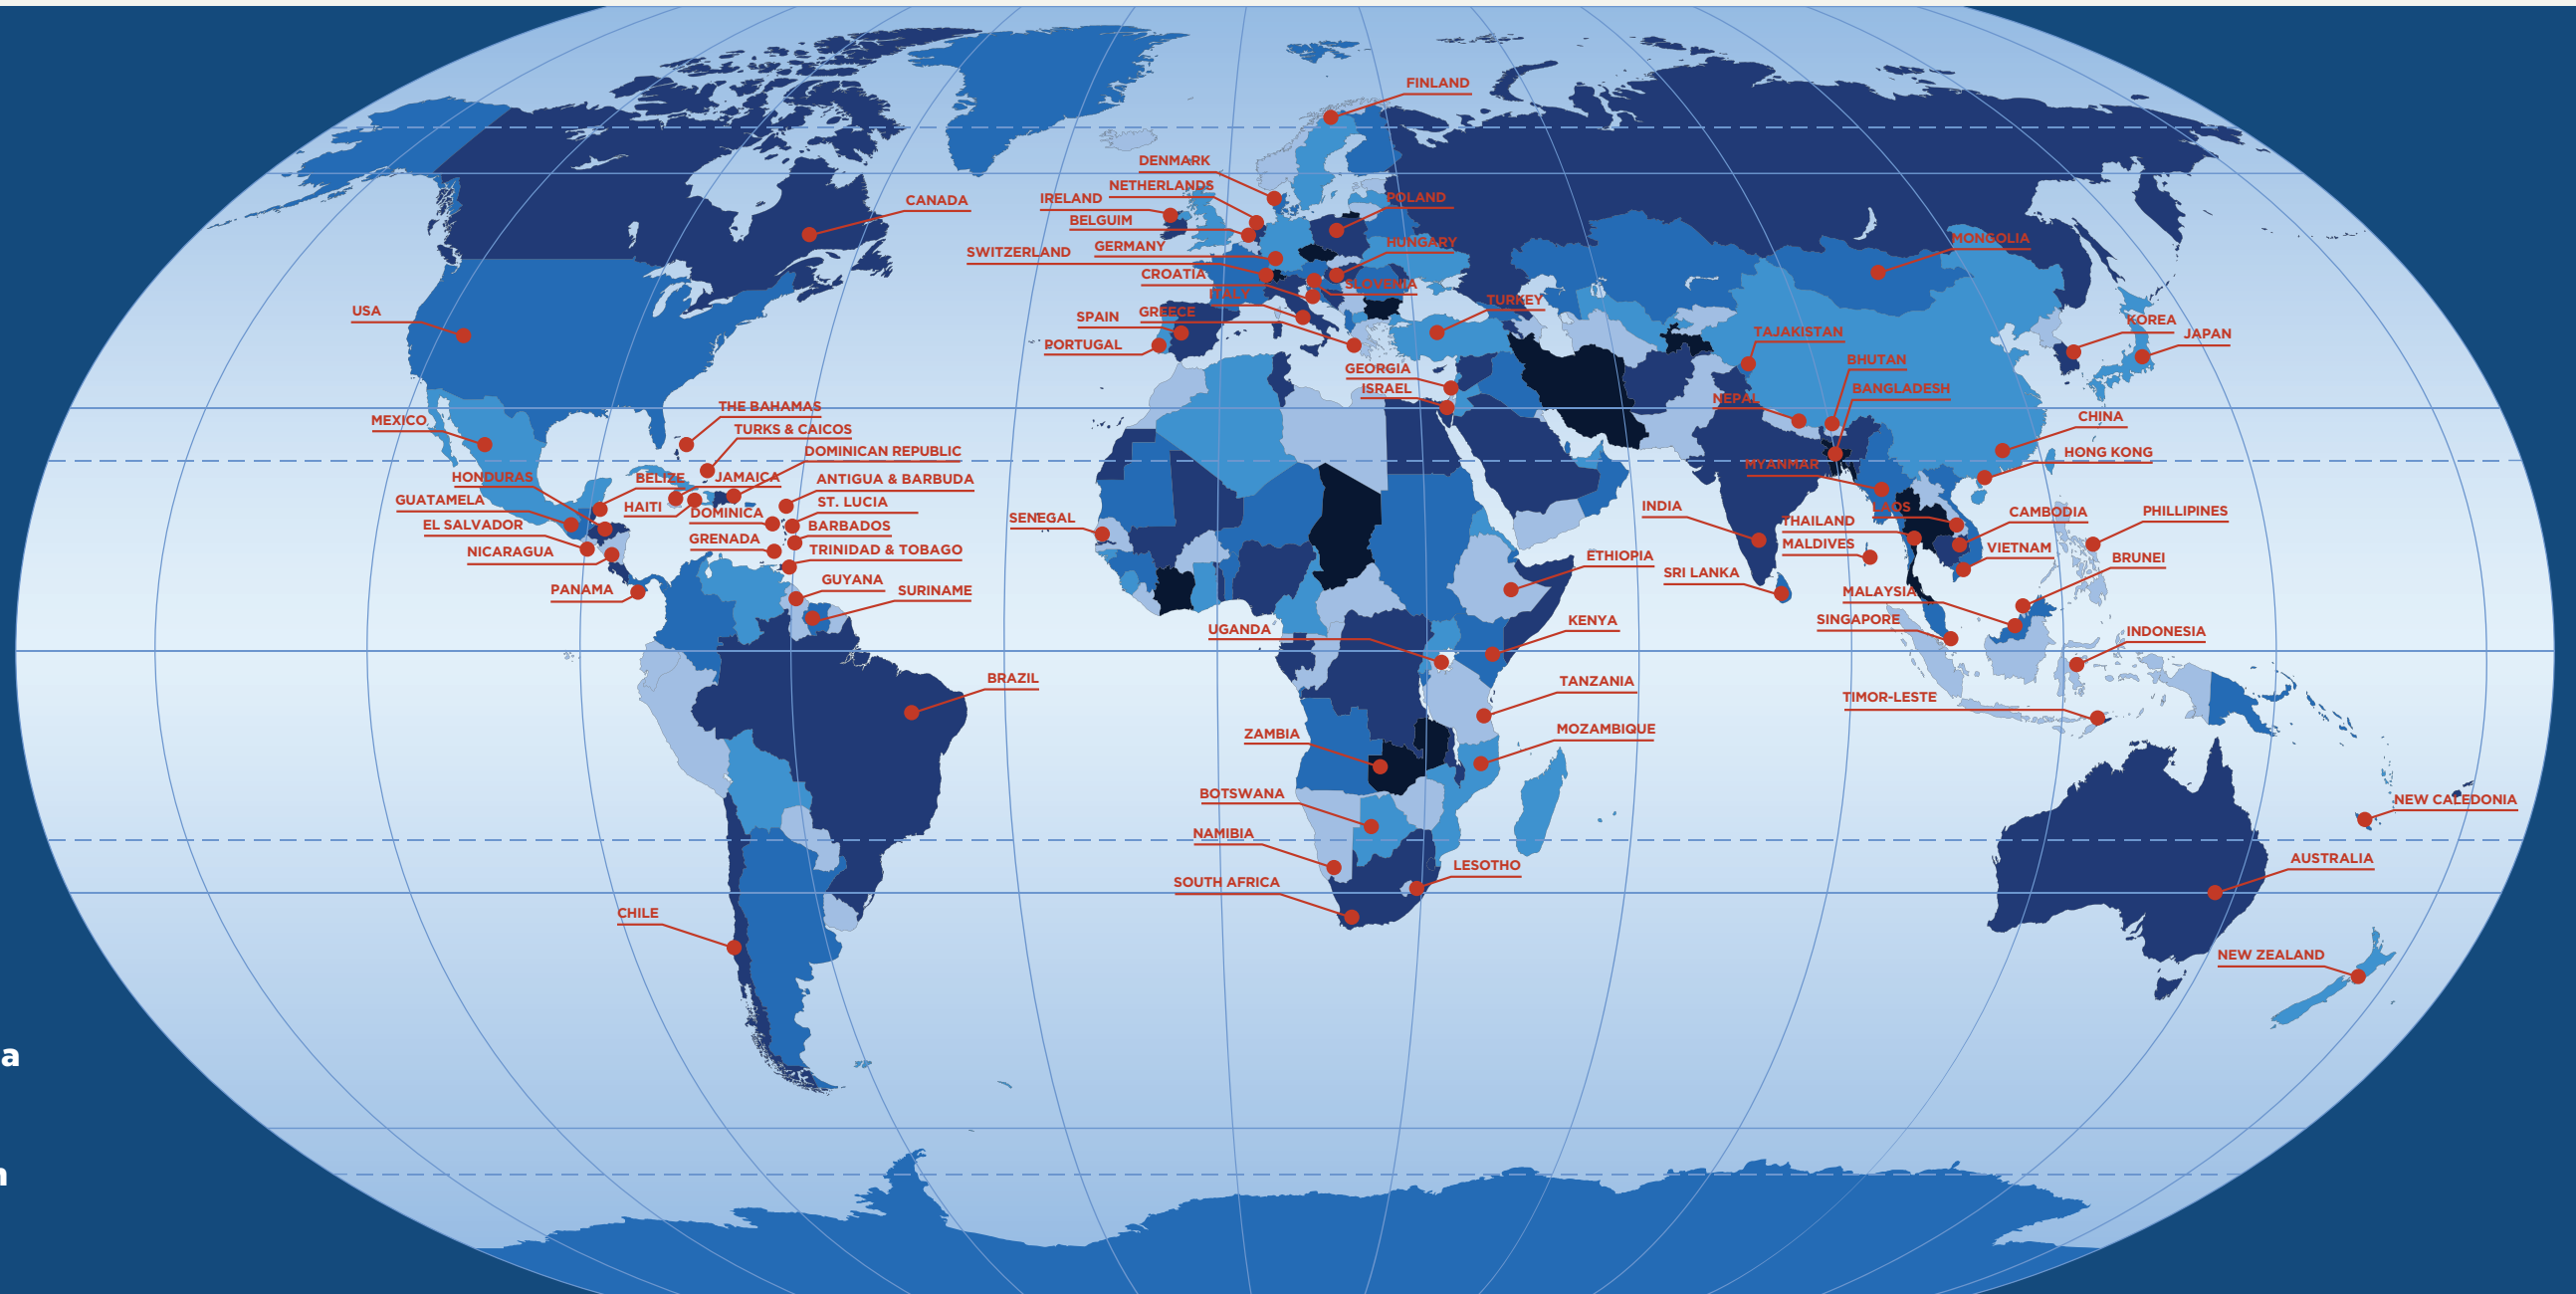 FINLAND
DENMARK
NETHERLANDS
IRELAND
BELGUIM
POLAND
CANADA
SWITZERLAND
GERMANY
HUNGARY
MONGOLIA
CROATIA
SLOVENIA
ITALY
USA
SPAIN
GREECE
TURKEY
KOREA
JAPAN
TAJAKISTAN
PORTUGAL
BHUTAN
GEORGIA
ISRAEL
BANGLADESH
NEPAL
THE BAHAMAS
MEXICO
TURKS & CAICOS
CHINA
DOMINICAN REPUBLIC
HONG KONG
MYANMAR
HONDURAS
BELIZE
JAMAICA
ANTIGUA & BARBUDA
GUATAMELA
HAITI
ST. LUCIA
DOMINICA
SENEGAL
INDIA
LAOS
CAMBODIA
PHILLIPINES
EL SALVADOR
BARBADOS
THAILAND
GRENADA
MALDIVES
NICARAGUA
TRINIDAD & TOBAGO
VIETNAM
ETHIOPIA
BRUNEI
SRI LANKA
GUYANA
PANAMA
SURINAME
MALAYSIA
SINGAPORE
KENYA
UGANDA
INDONESIA
BRAZIL
TANZANIA
TIMOR-LESTE
ZAMBIA
MOZAMBIQUE
BOTSWANA
NEW CALEDONIA
NAMIBIA
AUSTRALIA
LESOTHO
SOUTH AFRICA
CHILE
NEW ZEALAND
a